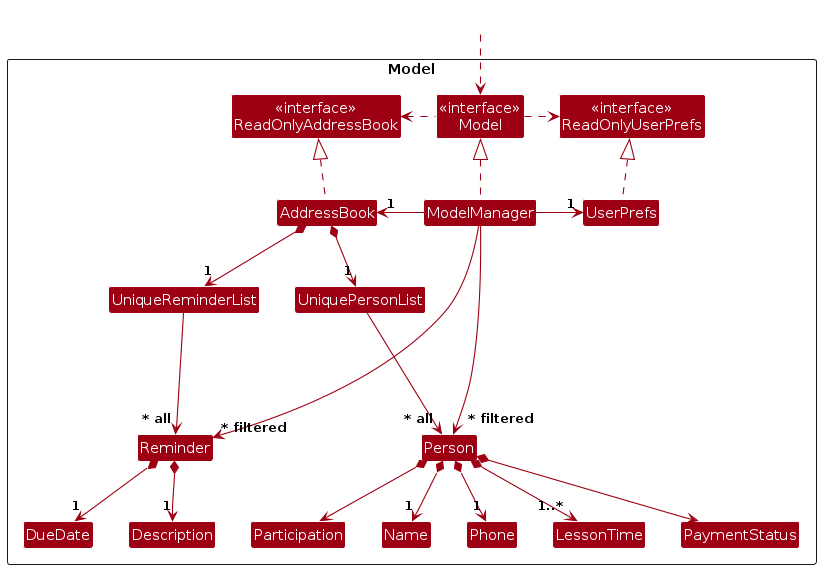 Model
«interface»
ReadOnlyAddressBook
«interface»
Model
«interface»
ReadOnlyUserPrefs
AddressBook
1
ModelManager
1
UserPrefs
1
1
UniqueReminderList
UniquePersonList
* all
* filtered
* all
* filtered
Reminder
Person
1
1
1
1
1..*
DueDate
Description
Participation
Name
Phone
LessonTime
PaymentStatus